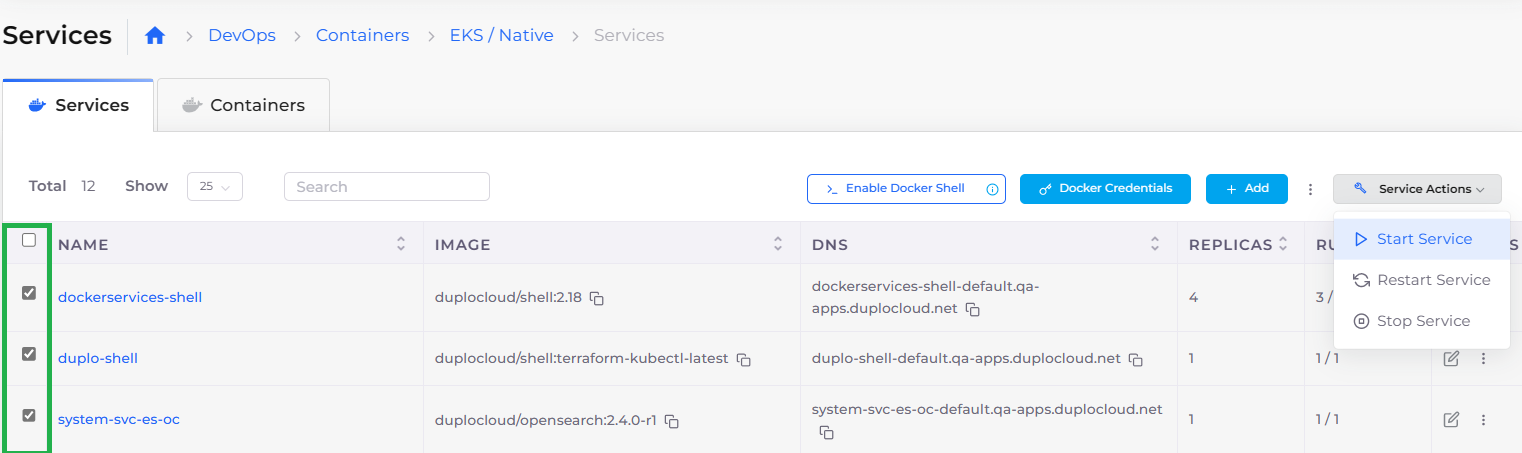 Services DevOps Containers EKS / Native Services
Services Containers
Total 12 Show 25 Search Enable Docker Shell Docker Credentials Add Service Actions
Start Service
Restart Service
Stop Service
NAME IMAGE DNS REPLICAS
dockerservices-shell duplocloud/shell:2.18 dockerservices-shell-default.qa-
apps.duplocloud.net 4 3 /
duplo-shell duplocloud/shell:terraform-kubectl-latest duplo-shell-default.qa-apps.duplocloud.net 1 1 / 1
system-svc-es-oc duplocloud/opensearch:2.4.0-r1 system-svc-es-oc-default.qa-apps.duplocloud.net 1 1 / 1